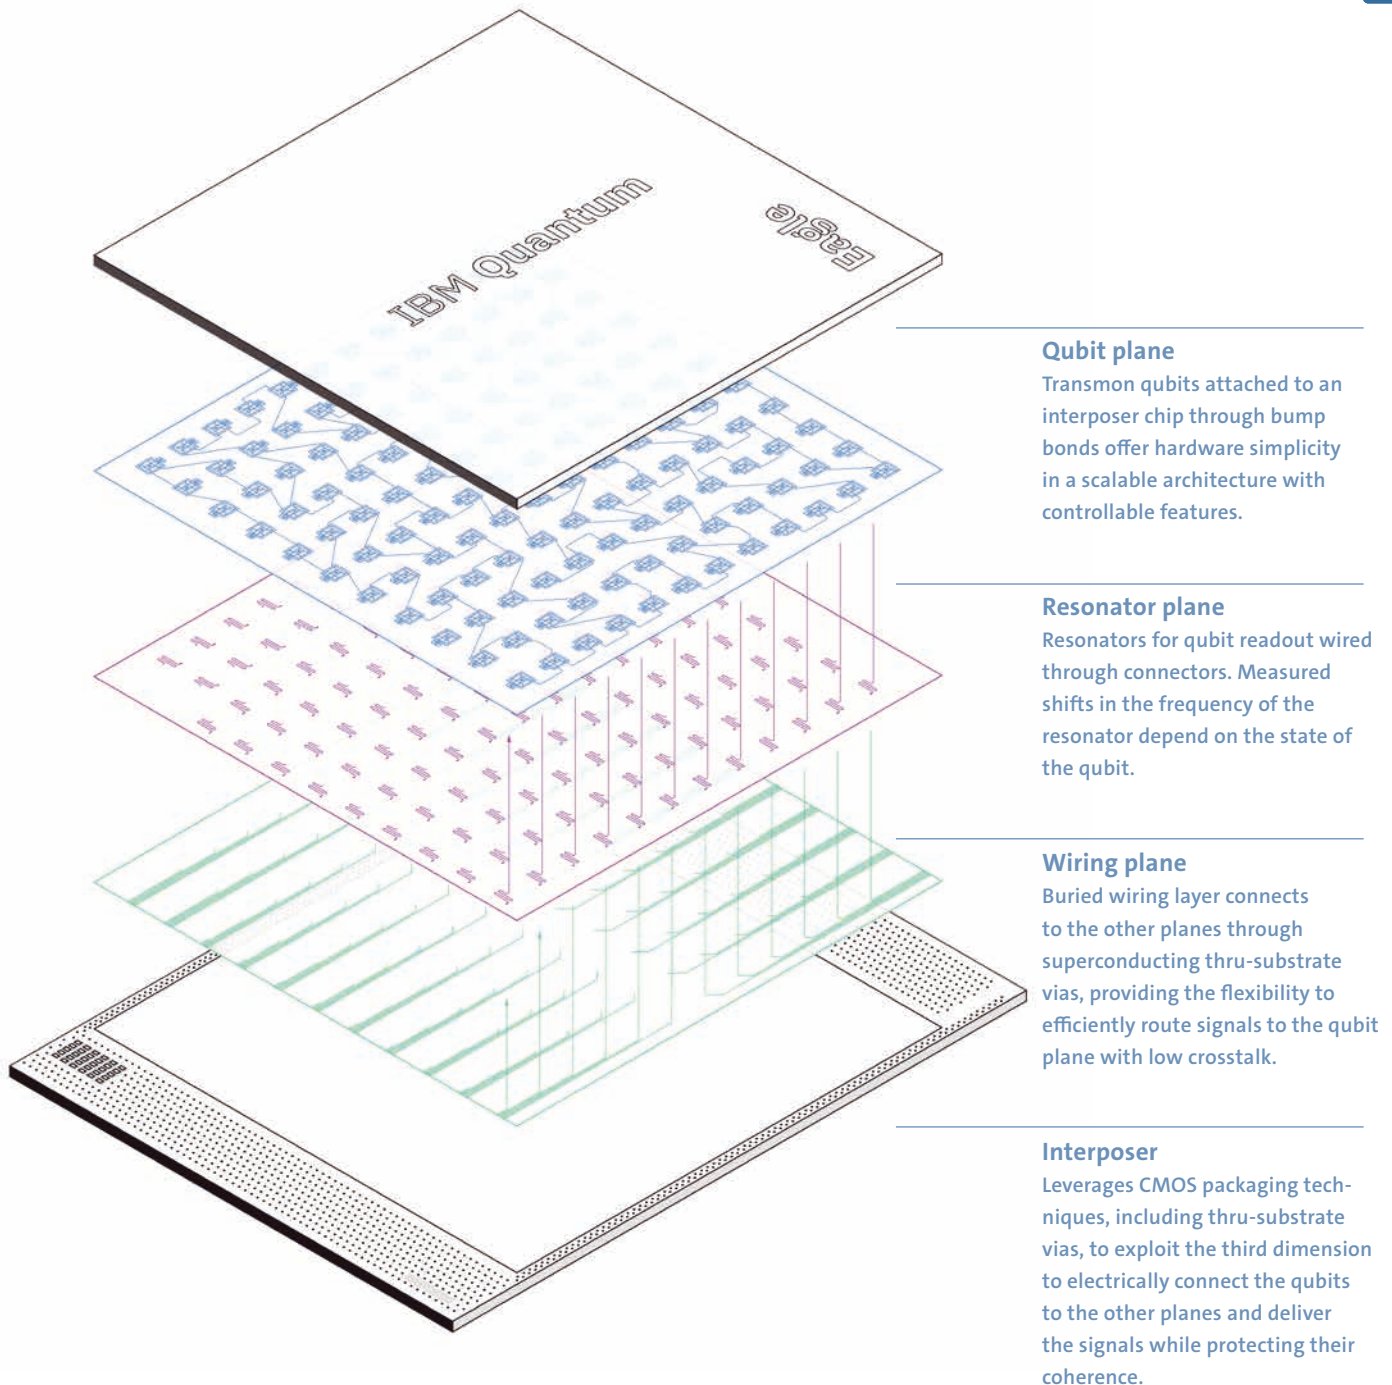 IBM Quantum
Eagle
Qubit plane
Transmon qubits attached to an
interposer chip through bump
bonds offer hardware simplicity
in a scalable architecture with
controllable features.
Resonator plane
Resonators for qubit readout wired
through connectors. Measured
shifts in the frequency of the
resonator depend on the state of
the qubit.
Wiring plane
Buried wiring layer connects
to the other planes through
superconducting thru-substrate
vias, providing the flexibility to
efficiently route signals to the qubit
plane with low crosstalk.
Interposer
Leverages CMOS packaging tech-
niques, including thru-substrate
vias, to exploit the third dimension
to electrically connect the qubits
to the other planes and deliver
the signals while protecting their
coherence.